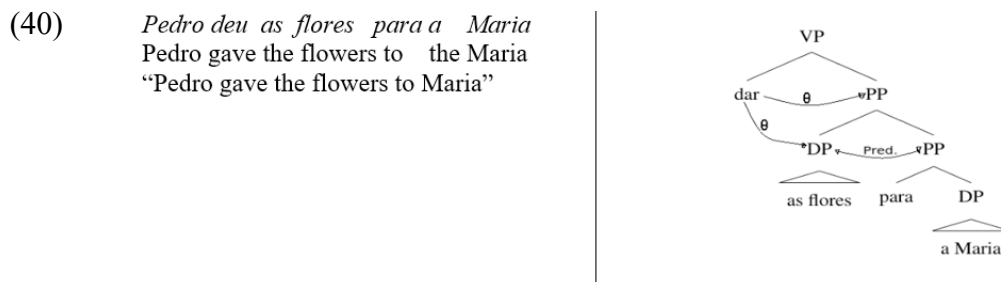 (40) Pedro deu as flores para a Maria
Pedro gave the flowers to the Maria
“Pedro gave the flowers to Maria”
VP
dar θ PP
θ
DP Pred. PP
as flores para DP
a Maria